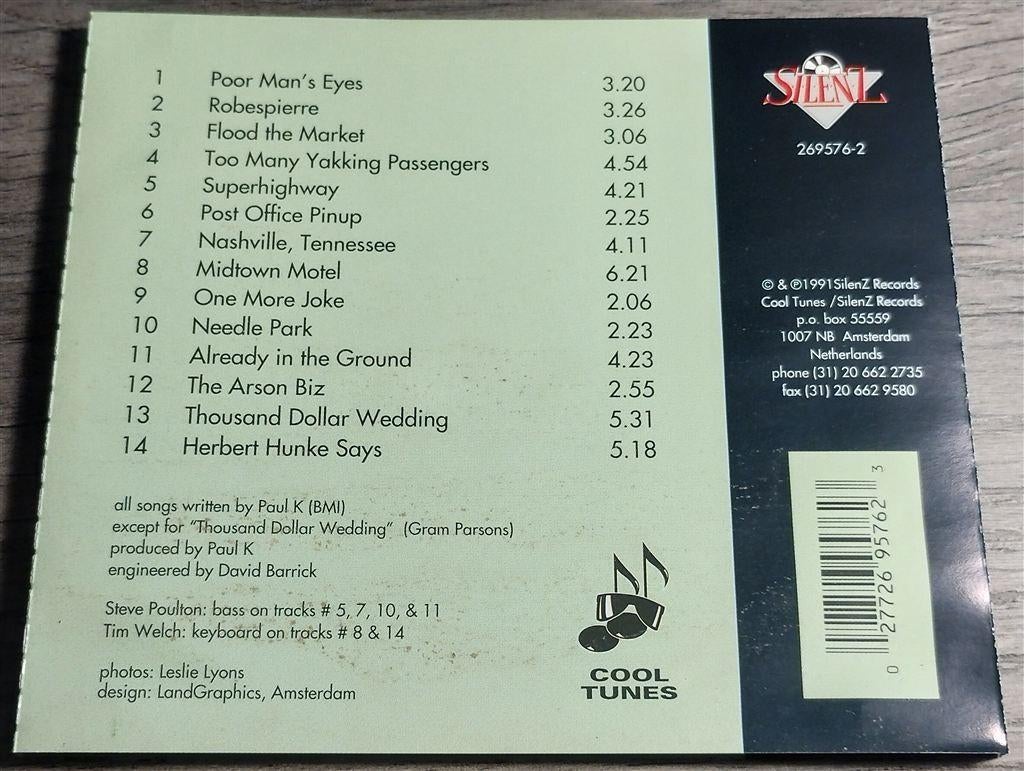 1 Poor Man's Eyes 3.20
2 Robespierre 3.26
3 Flood the Market 3.06
4 Too Many Yakking Passengers 4.54
5 Superhighway 4.21
6 Post Office Pinup 2.25
7 Nashville, Tennessee 4.11
8 Midtown Motel 6.21
9 One More Joke 2.06
10 Needle Park 2.23
11 Already in the Ground 4.23
12 The Arson Biz 2.55
13 Thousand Dollar Wedding 5.31
14 Herbert Hunke Says 5.18
all songs written by Paul K (BMI)
except for "Thousand Dollar Wedding" (Gram Parsons)
produced by Paul K
engineered by David Barrick
Steve Poulton: bass on tracks # 5, 7, 10, & 11
Tim Welch: keyboard on tracks # 8 & 14
photos: Leslie Lyons
design: LandGraphics, Amsterdam
COOL
TUNES
SILENZ
269576-2
© & ℗1991SilenZ Records
Cool Tunes /SilenZ Records
p.o. box 55559
1007 NB Amsterdam
Netherlands
phone (31) 20 662 2735
fax (31) 20 662 9580
0 27726 95762 3